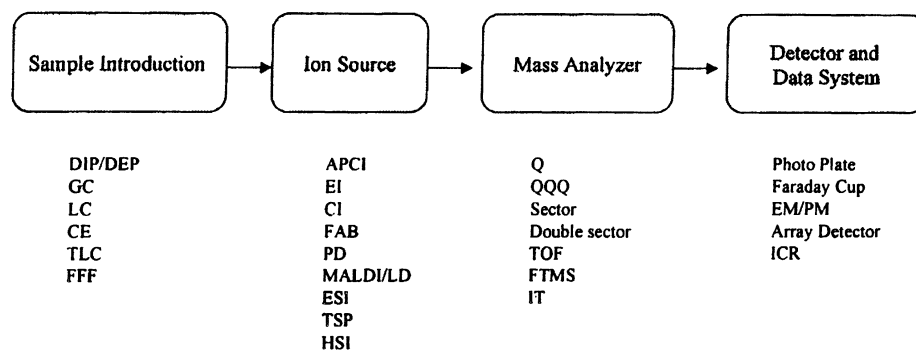 Sample Introduction
Ion Source
Mass Analyzer
Detector and
Data System
DIP/DEP
GC
LC
CE
TLC
FFF
APCI
EI
CI
FAB
PD
MALDI/LD
ESI
TSP
HSI
Q
QQQ
Sector
Double sector
TOF
FTMS
IT
Photo Plate
Faraday Cup
EM/PM
Array Detector
ICR